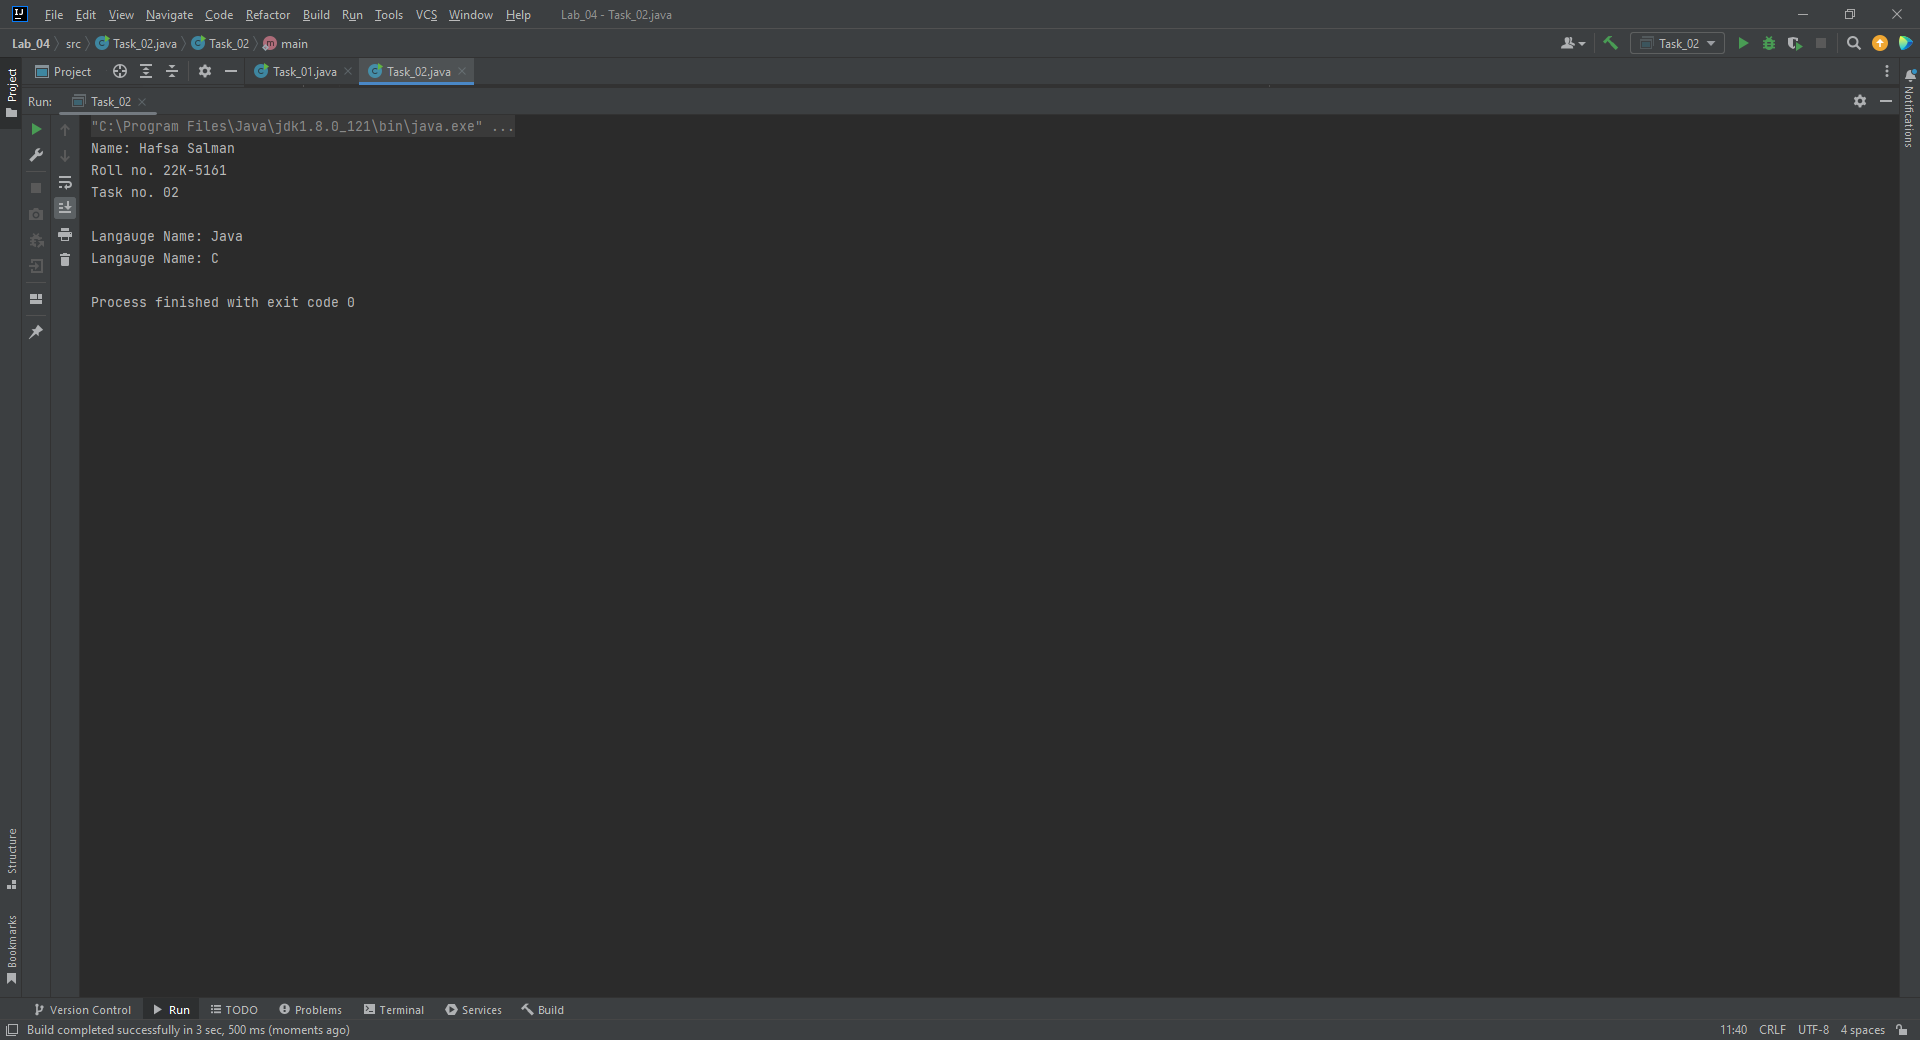 File Edit View Navigate Code Refactor Build Run Tools VCS Window Help Lab_04 - Task_02.java
Lab_04 src Task_02.java Task_02 main Task_02
Project Task_01.java Task_02.java
Run: Task_02
"C:\Program Files\Java\jdk1.8.0_121\bin\java.exe" ...
Name: Hafsa Salman
Roll no. 22K-5161
Task no. 02
Langauge Name: Java
Langauge Name: C
Process finished with exit code 0
Project
Structure
Bookmarks
Notifications
Version Control Run TODO Problems Terminal Services Build
Build completed successfully in 3 sec, 500 ms (moments ago) 11:40 CRLF UTF-8 4 spaces